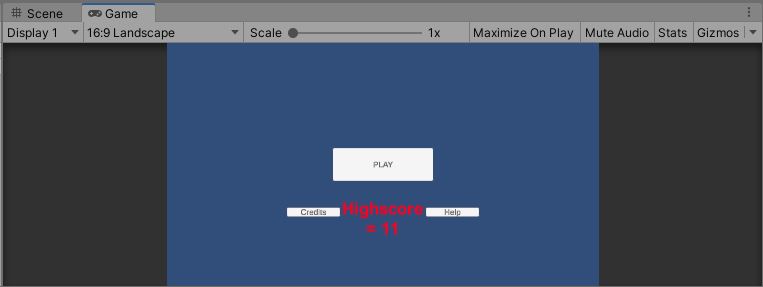 Scene Game
Display 1 16:9 Landscape Scale 1x Maximize On Play Mute Audio Stats Gizmos
PLAY
Credits Highscore Help
= 11